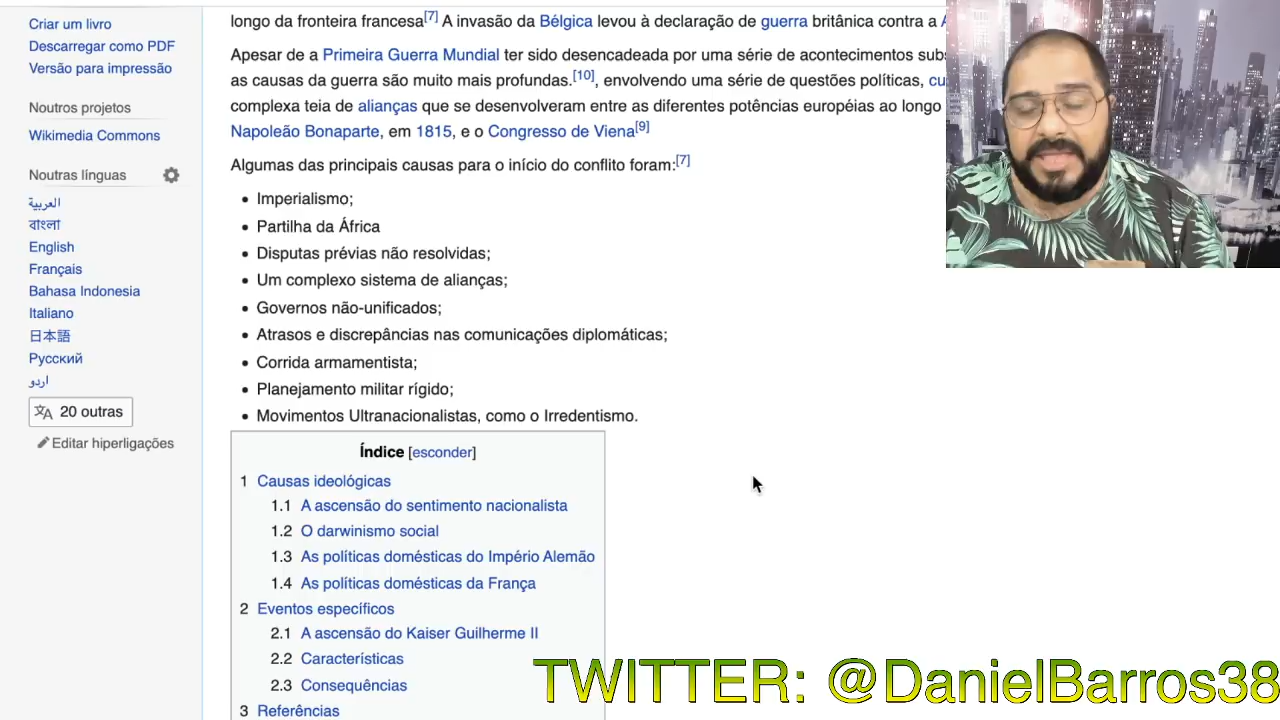 Criar um livro
Descarregar como PDF
Versão para impressão
Noutros projetos
Wikimedia Commons
Noutras línguas
العربية
বাংলা
English
Français
Bahasa Indonesia
Italiano
日本語
Русский
اردو
20 outras
Editar hiperligações
longo da fronteira francesa[7] A invasão da Bélgica levou à declaração de guerra britânica contra a
Apesar de a Primeira Guerra Mundial ter sido desencadeada por uma série de acontecimentos
as causas da guerra são muito mais profundas.[10], envolvendo uma série de questões políticas,
complexa teia de alianças que se desenvolveram entre as diferentes potências européias ao longo
Napoleão Bonaparte, em 1815, e o Congresso de Viena[9]
Algumas das principais causas para o início do conflito foram:[7]
• Imperialismo;
• Partilha da África
• Disputas prévias não resolvidas;
• Um complexo sistema de alianças;
• Governos não-unificados;
• Atrasos e discrepâncias nas comunicações diplomáticas;
• Corrida armamentista;
• Planejamento militar rígido;
• Movimentos Ultranacionalistas, como o Irredentismo.
Índice [esconder]
1 Causas ideológicas
1.1 A ascensão do sentimento nacionalista
1.2 O darwinismo social
1.3 As políticas domésticas do Império Alemão
1.4 As políticas domésticas da França
2 Eventos específicos
2.1 A ascensão do Kaiser Guilherme II
2.2 Características
2.3 Consequências
3 Referências
TWITTER: @DanielBarros38